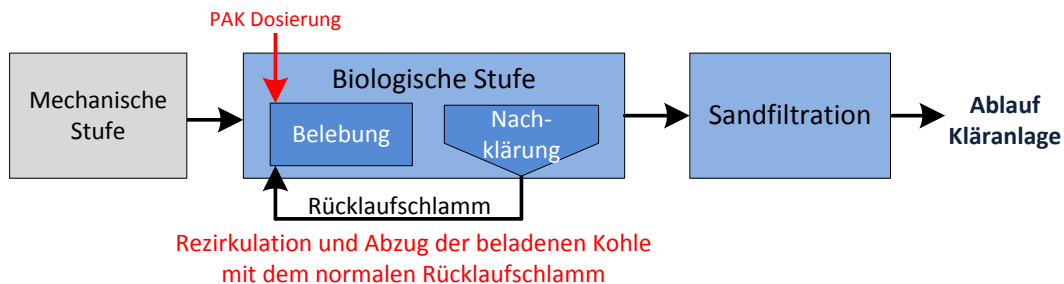 PAK Dosierung
Mechanische
Stufe
Biologische Stufe
Belebung
Nach-
klärung
Rücklaufschlamm
Rezirkulation und Abzug der beladenen Kohle
mit dem normalen Rücklaufschlamm
Sandfiltration
Ablauf
Kläranlage